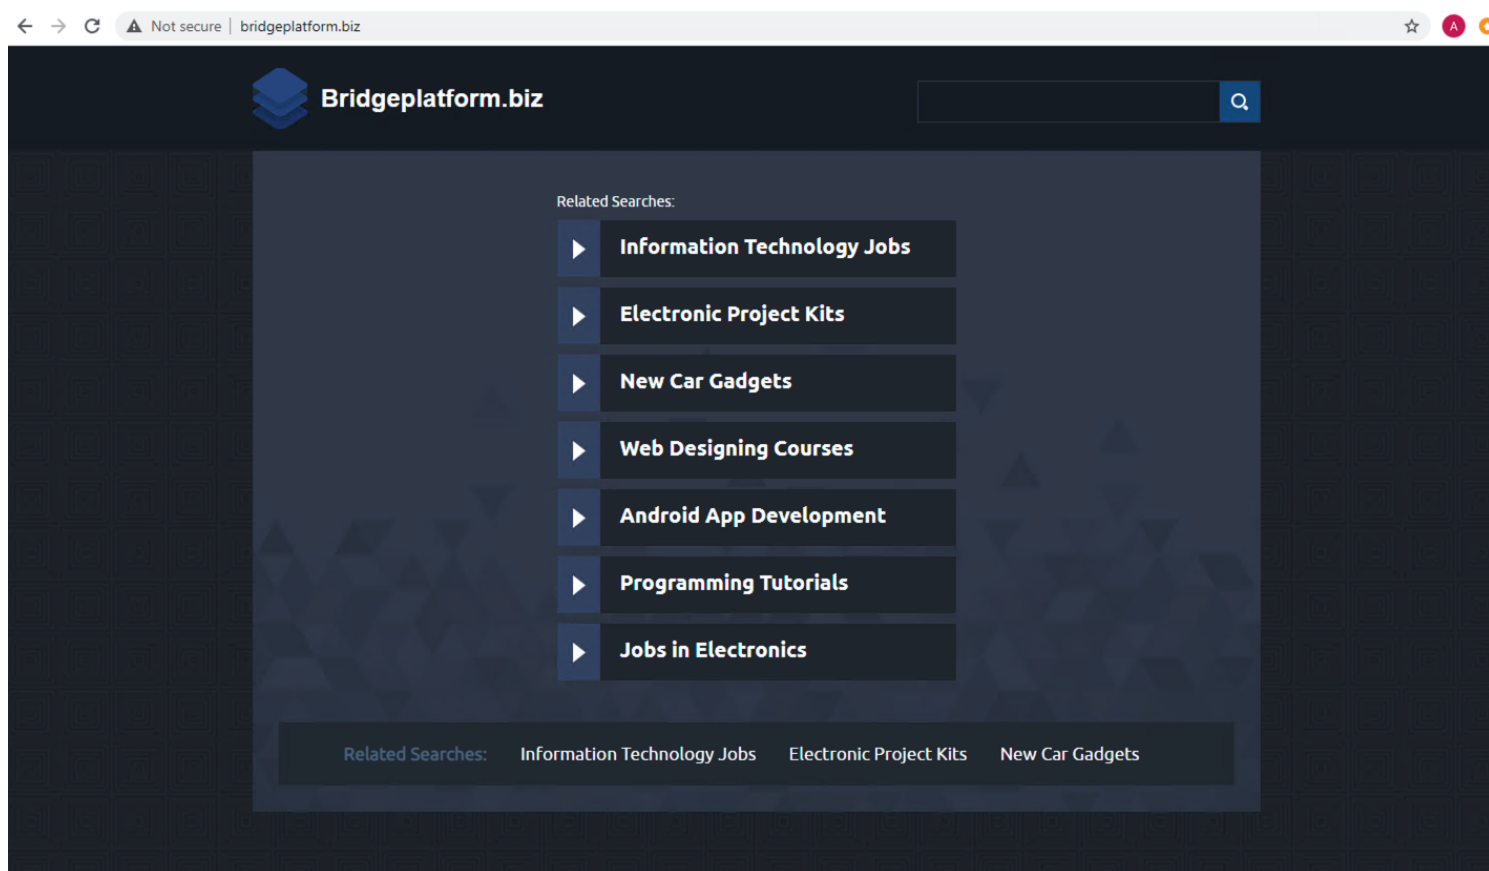 Not secure | bridgeplatform.biz
A
Bridgeplatform.biz
Related Searches:
Information Technology Jobs
Electronic Project Kits
New Car Gadgets
Web Designing Courses
Android App Development
Programming Tutorials
Jobs in Electronics
Related Searches: Information Technology Jobs Electronic Project Kits New Car Gadgets